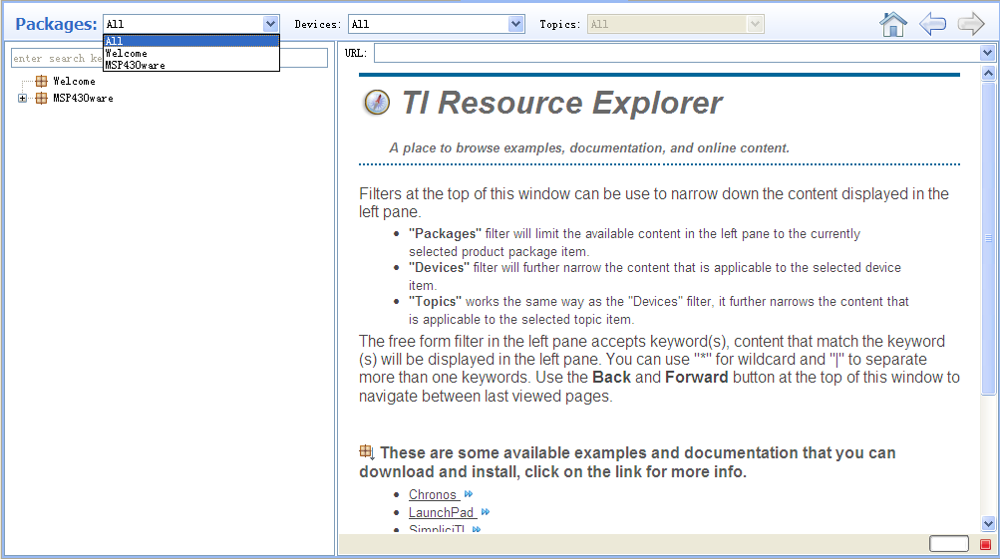 Packages: All Devices: All Topics: All
All
Welcome
MSP430ware
enter search ke
URL:
Welcome
MSP430ware
TI Resource Explorer
A place to browse examples, documentation, and online content.
Filters at the top of this window can be use to narrow down the content displayed in the
left pane.
• "Packages" filter will limit the available content in the left pane to the currently
selected product package item.
• "Devices" filter will further narrow the content that is applicable to the selected device
item.
• "Topics" works the same way as the "Devices" filter, it further narrows the content that
is applicable to the selected topic item.
The free form filter in the left pane accepts keyword(s), content that match the keyword
(s) will be displayed in the left pane. You can use "*" for wildcard and "|" to separate
more than one keywords. Use the Back and Forward button at the top of this window to
navigate between last viewed pages.
These are some available examples and documentation that you can
download and install, click on the link for more info.
• Chronos
• LaunchPad
• SimpliciTI